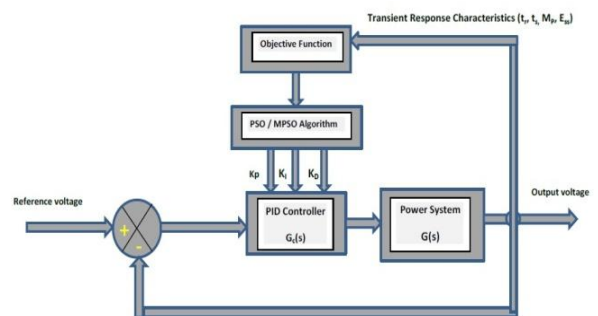 Transient Response Characteristics (tr, ts, MP, Ess)
Objective Function
PSO / MPSO Algorithm
Kp KI KD
Reference voltage
Output voltage
PID Controller
Gc(s)
Power System
G(s)
+
-